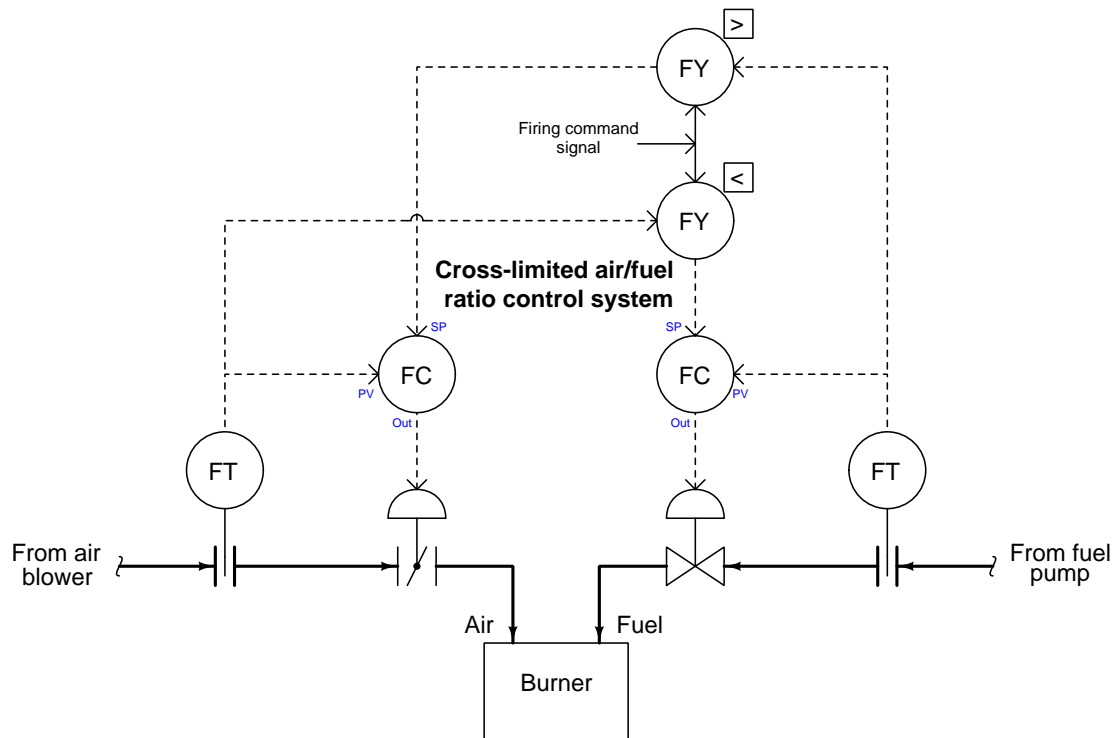 >
FY
Firing command
signal
<
FY
Cross-limited air/fuel
ratio control system
SP
SP
FC
FC
PV
PV
Out
Out
FT
FT
From air
blower
From fuel
pump
Air
Fuel
Burner